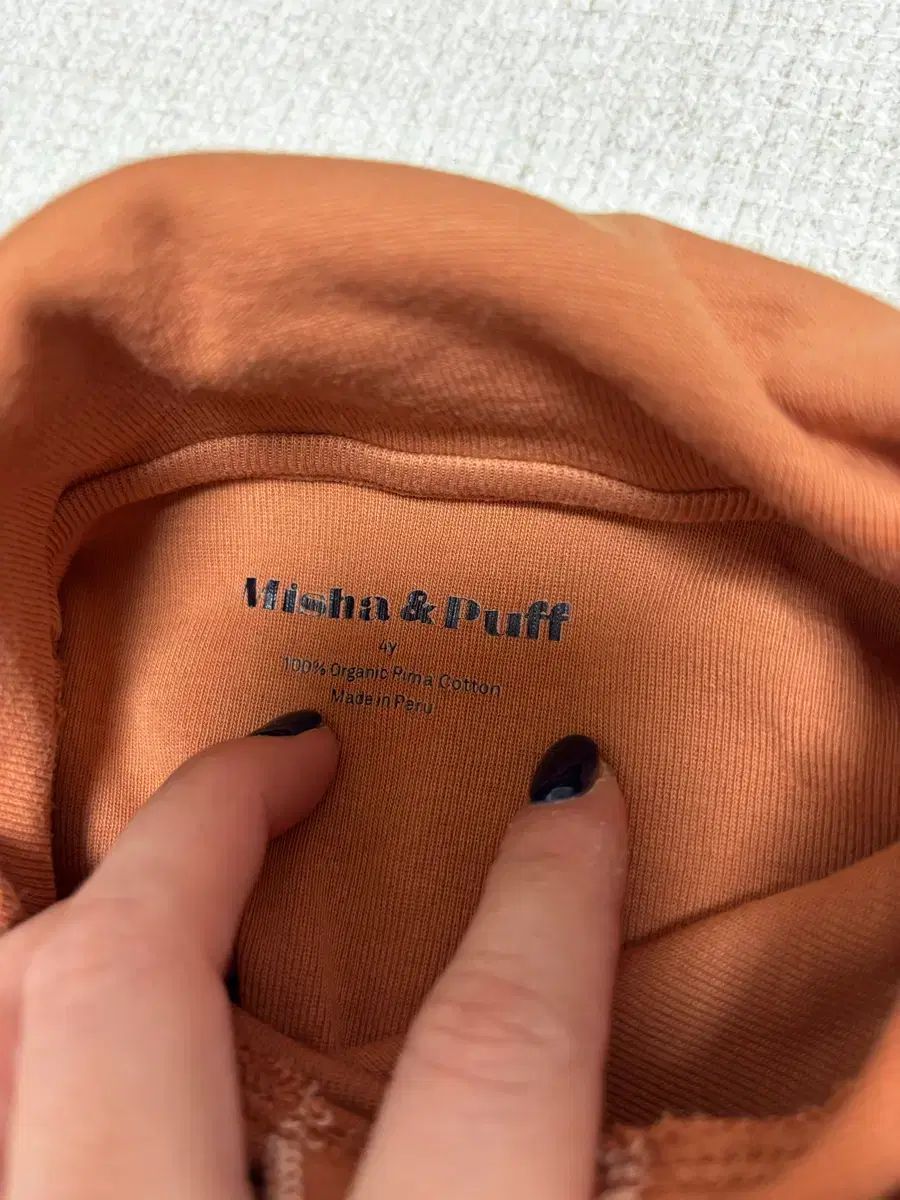 Misha & Puff
4Y
100% Organic Pima Cotton
Made in Peru